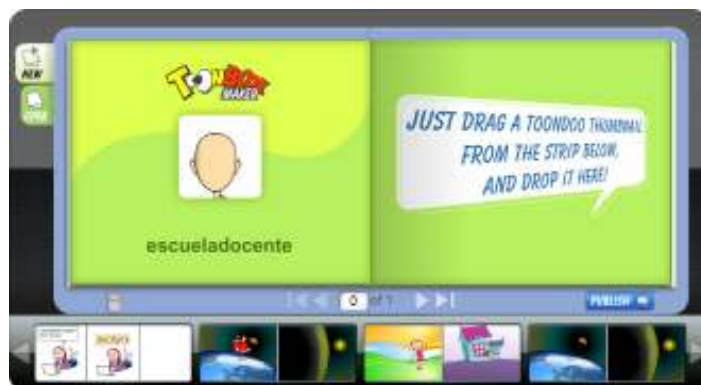 NEW
TOONBOOK
MAKER
escueladocente
JUST DRAG A TOONDOO THUMBNAIL
FROM THE STRIP BELOW,
AND DROP IT HERE!
0 of 1
PUBLISH